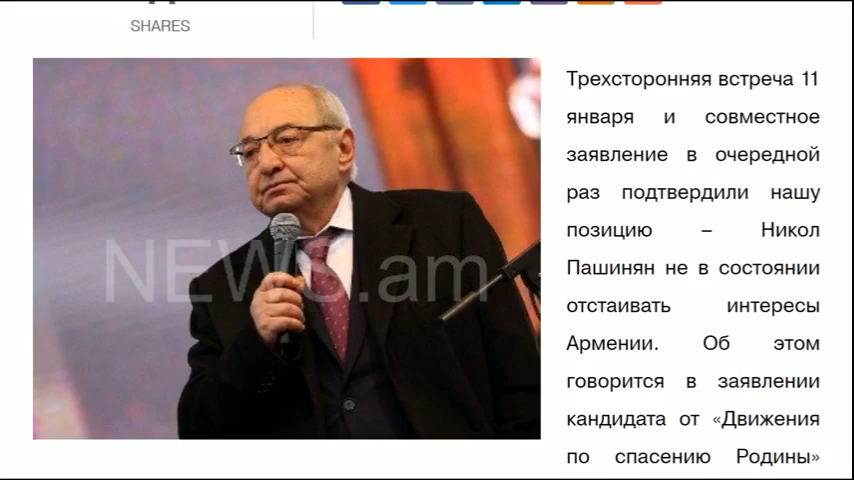 SHARES
NEWS.am
Трехсторонняя встреча 11
января и совместное
заявление в очередной
раз подтвердили нашу
позицию – Никол
Пашинян не в состоянии
отстаивать интересы
Армении. Об этом
говорится в заявлении
кандидата от «Движения
по спасению Родины»